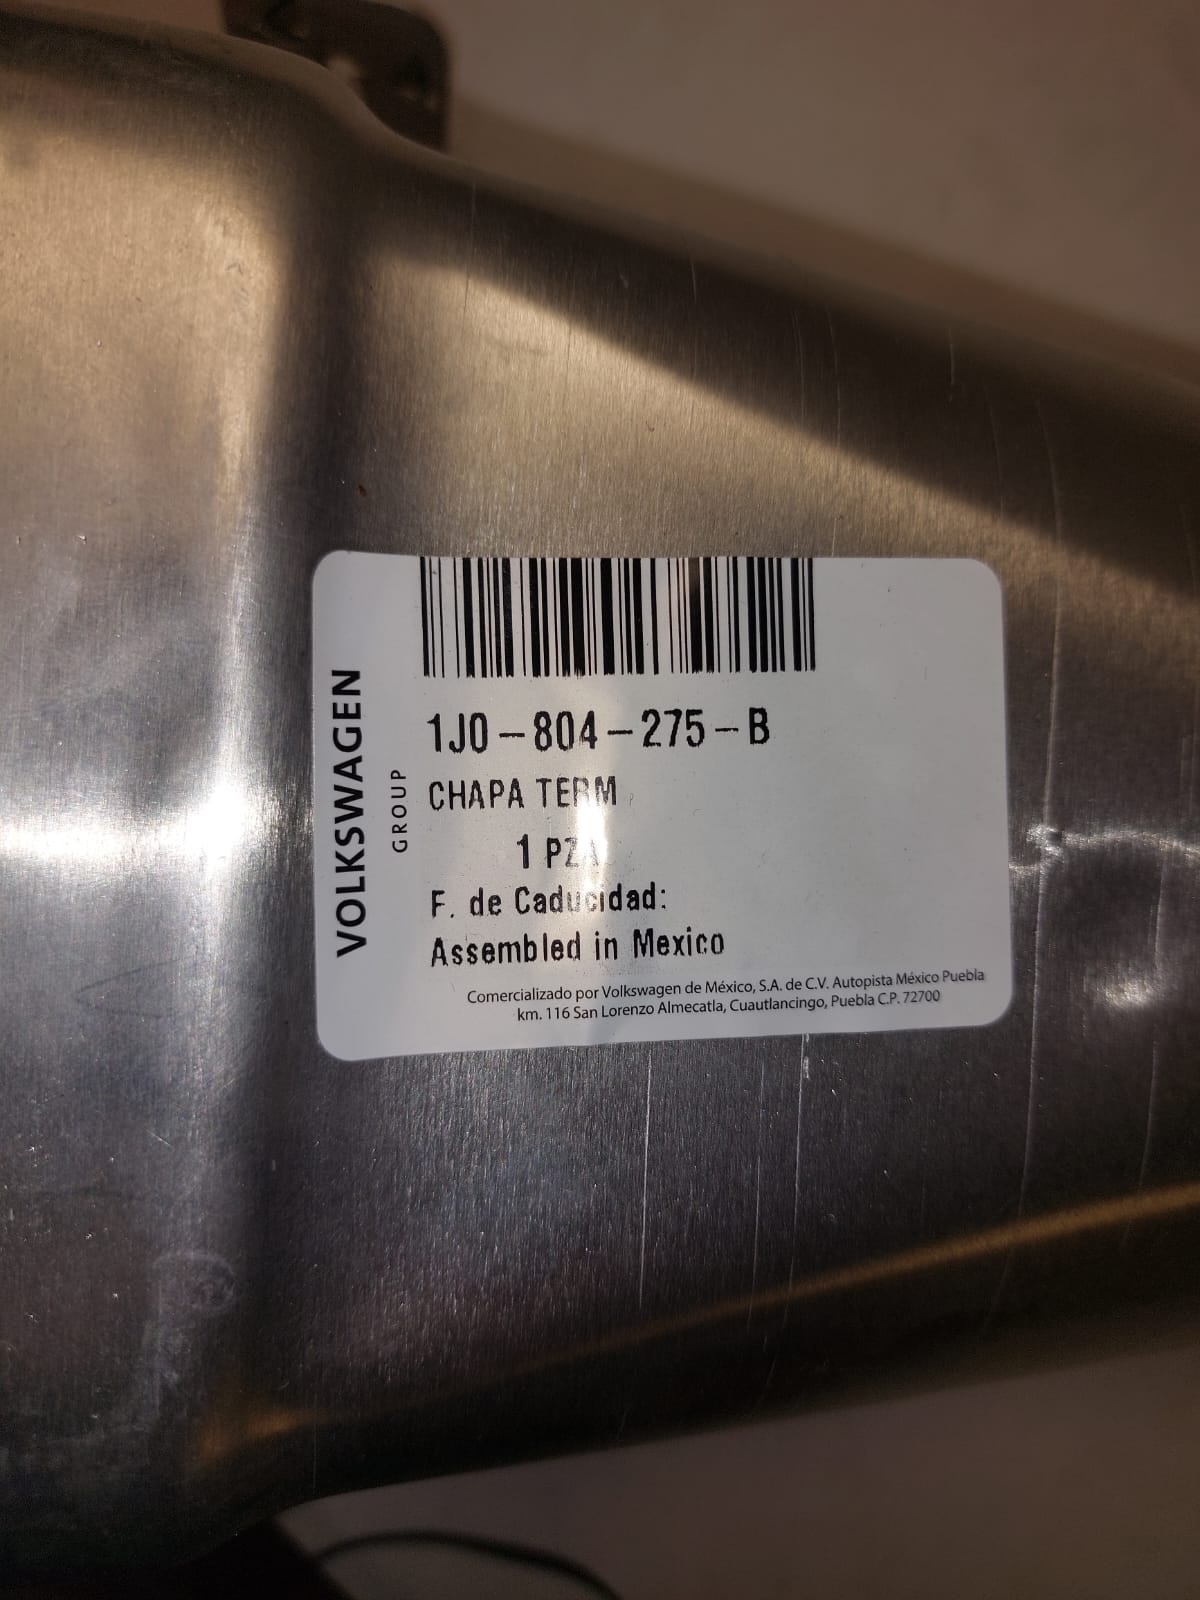 VOLKSWAGEN
GROUP
1J0-804-275-B
CHAPA TERM
1 PZA
F. de Caducidad:
Assembled in Mexico
Comercializado por Volkswagen de México, S.A. de C.V. Autopista México Puebla
km. 116 San Lorenzo Almecatla, Cuautlancingo, Puebla C.P. 72700